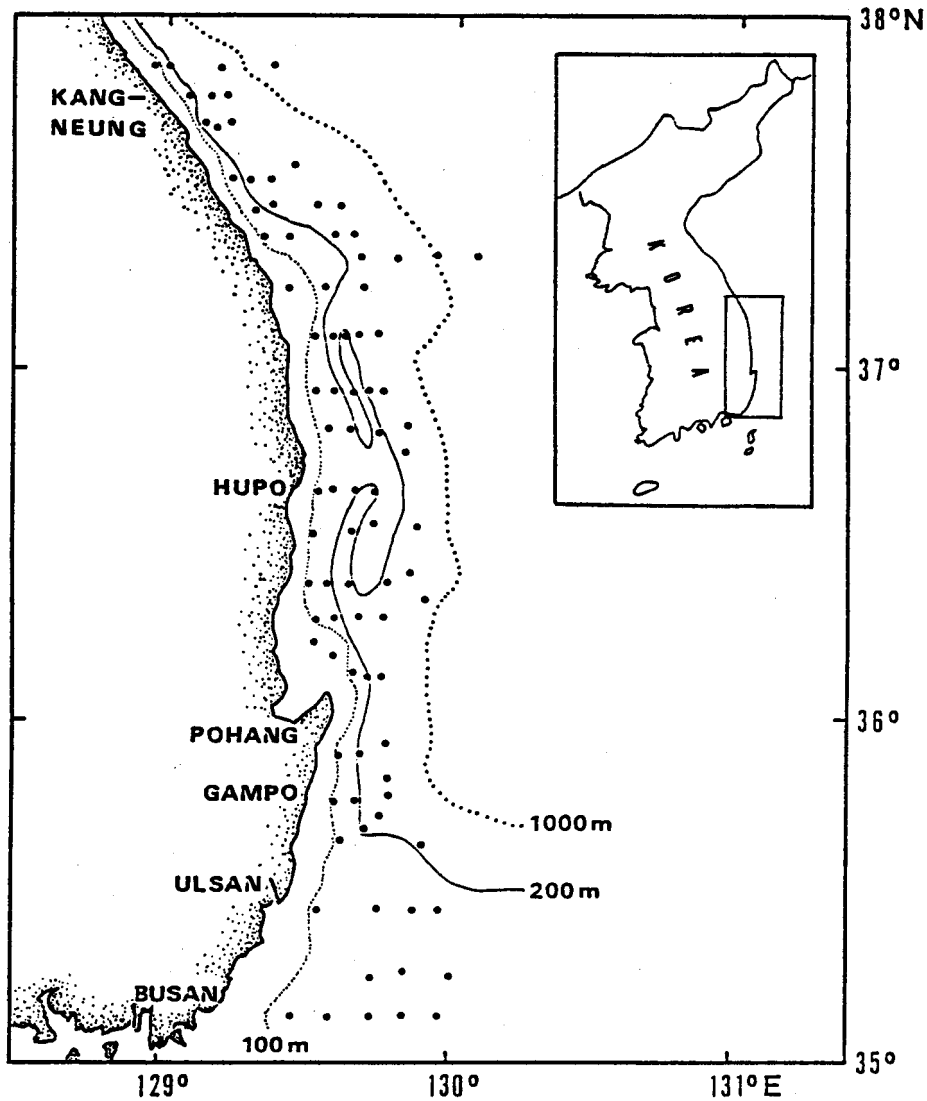 38°N
KANG-
NEUNG
KOREA
37°
HUPO
36°
POHANG
GAMPO
1000m
ULSAN
200m
BUSAN
100m
35°
129°
130°
131°E